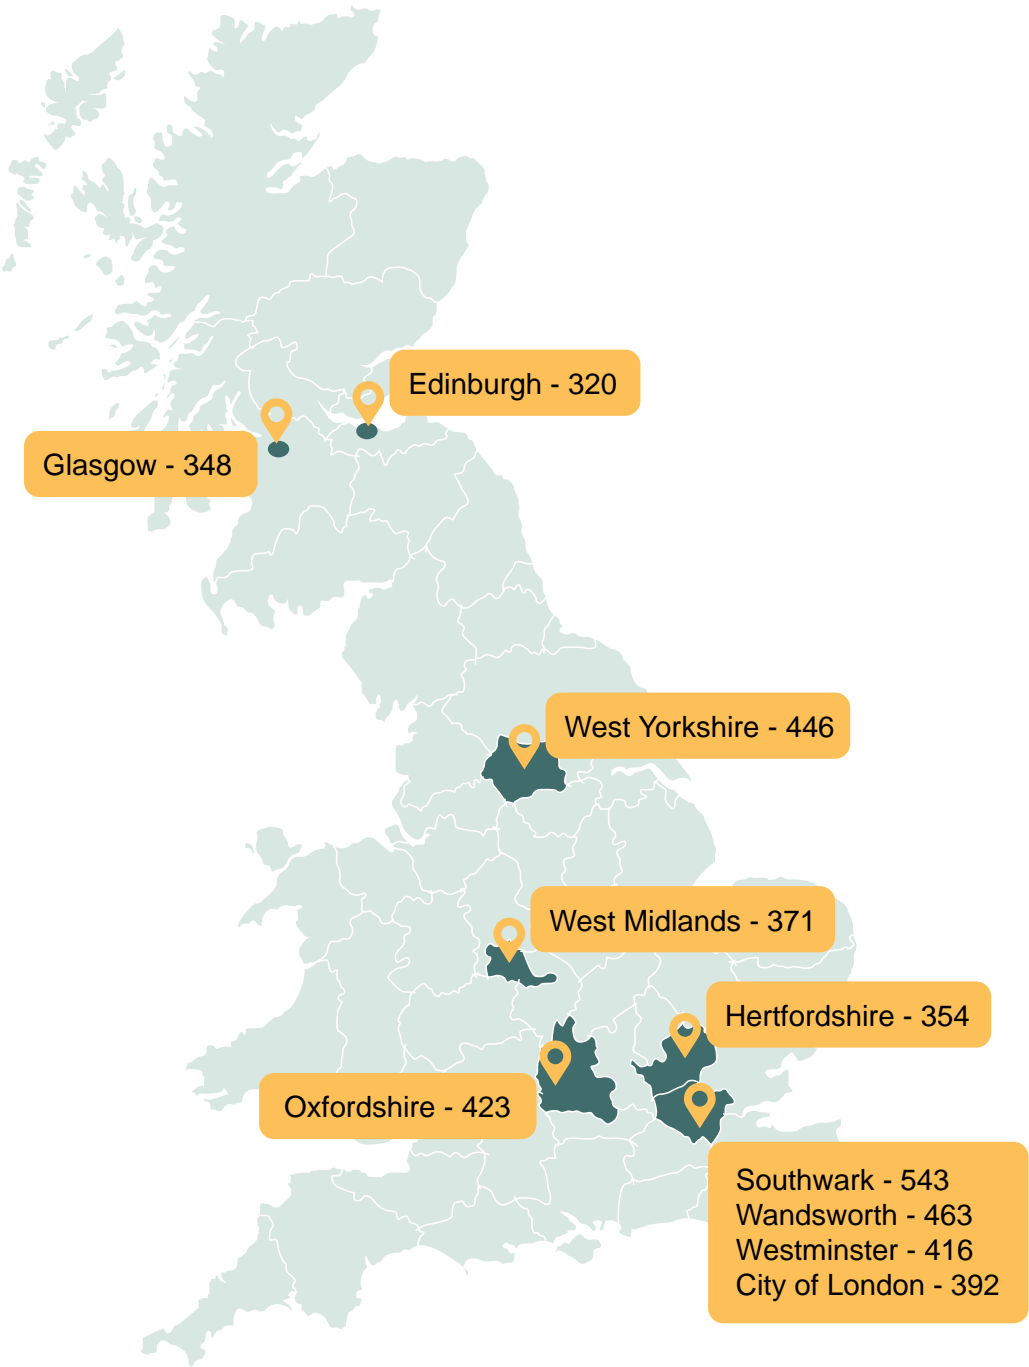 Edinburgh - 320
Glasgow - 348
West Yorkshire - 446
West Midlands - 371
Hertfordshire - 354
Oxfordshire - 423
Southwark - 543
Wandsworth - 463
Westminster - 416
City of London - 392